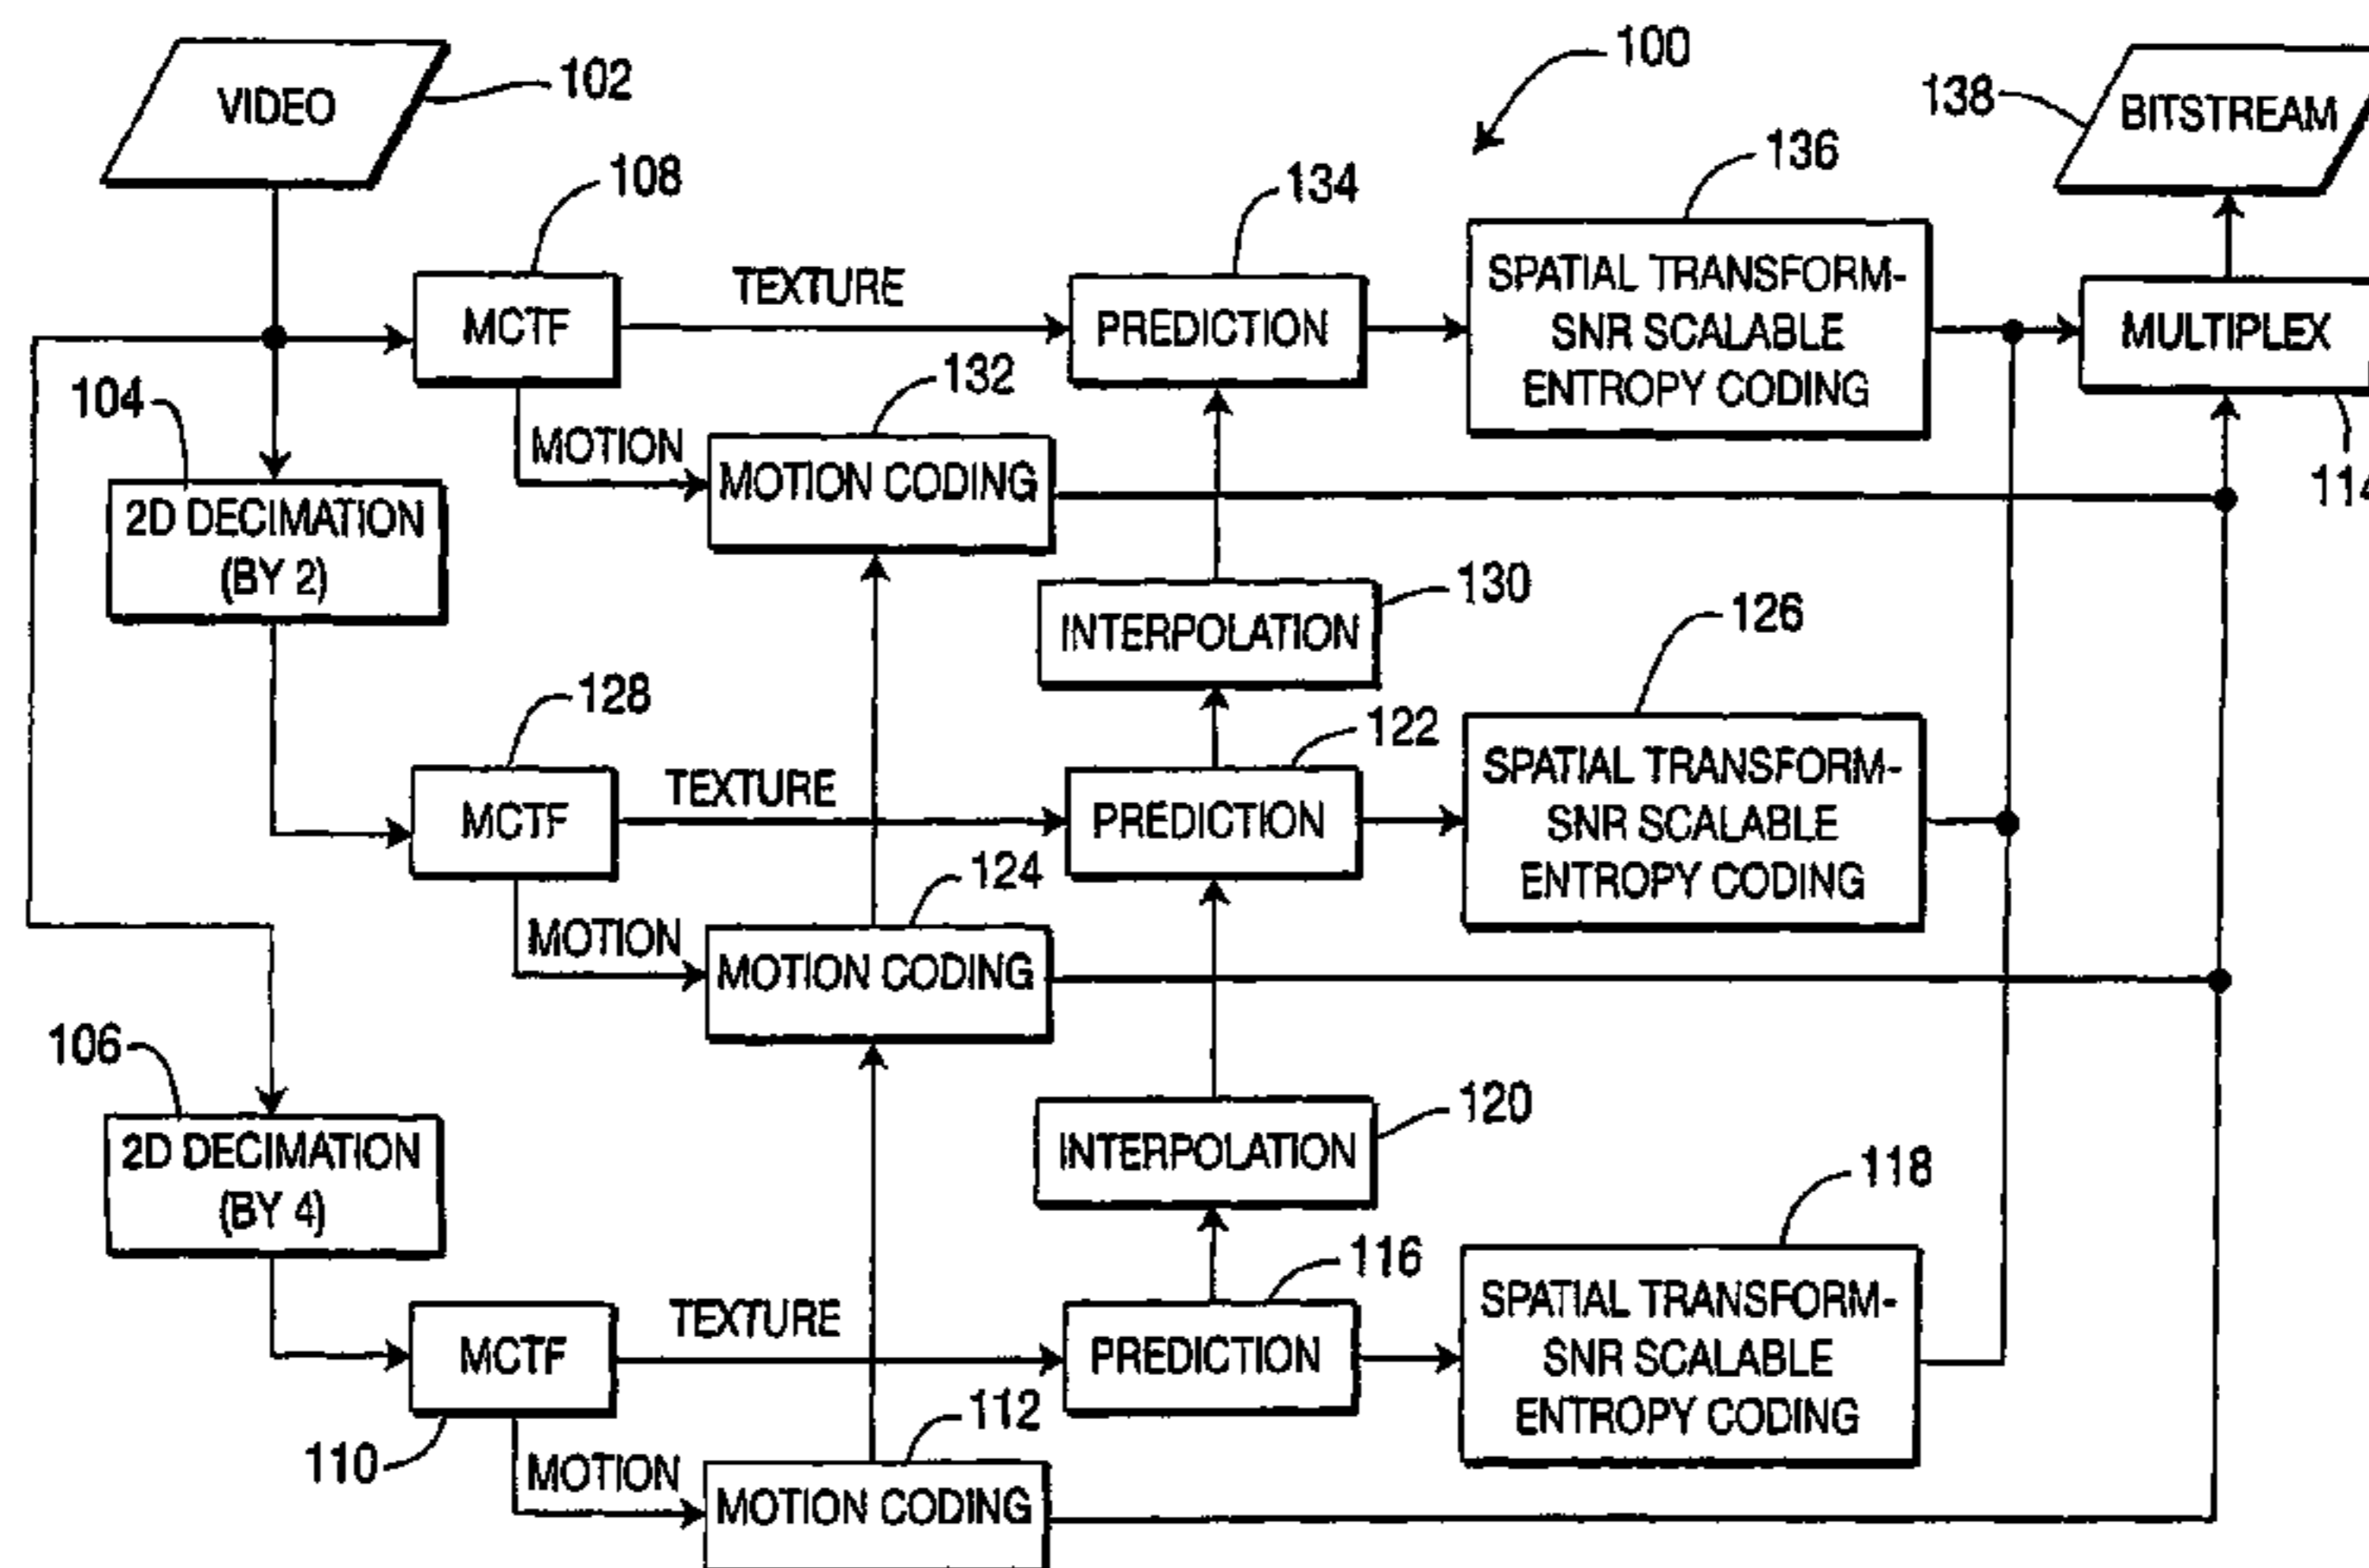 100
138
BITSTREAM
VIDEO
102
136
108
134
SPATIAL TRANSFORM-
SNR SCALABLE
ENTROPY CODING
TEXTURE
MCTF
PREDICTION
MULTIPLEX
132
104
MOTION
MOTION CODING
114
2D DECIMATION
(BY 2)
130
INTERPOLATION
126
128
122
SPATIAL TRANSFORM-
SNR SCALABLE
ENTROPY CODING
TEXTURE
MCTF
PREDICTION
124
MOTION
MOTION CODING
106
120
2D DECIMATION
(BY 4)
INTERPOLATION
118
116
SPATIAL TRANSFORM-
SNR SCALABLE
ENTROPY CODING
TEXTURE
MCTF
PREDICTION
112
110
MOTION
MOTION CODING